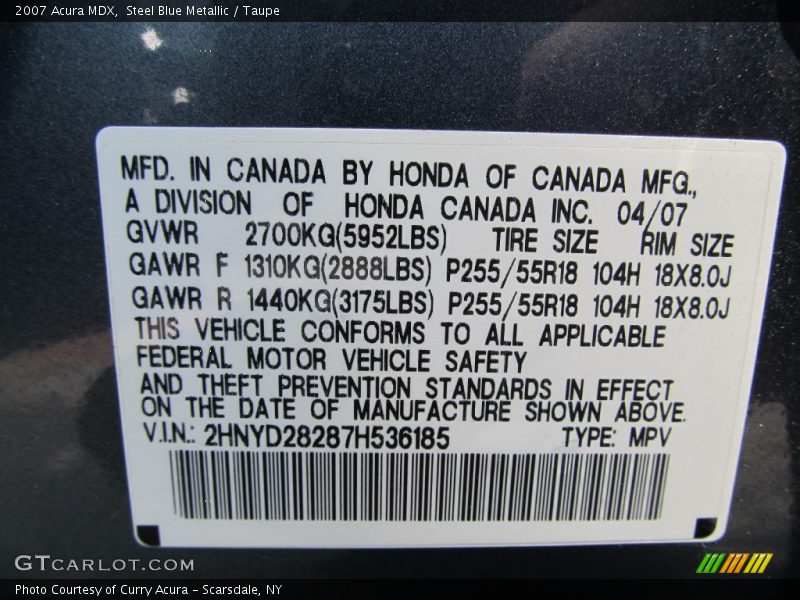 2007 Acura MDX,  Steel Blue Metallic / Taupe
MFD. IN CANADA BY HONDA OF CANADA MFG.,
A DIVISION OF HONDA CANADA INC. 04/07
GVWR 2700KG(5952LBS) TIRE SIZE RIM SIZE
GAWR F 1310KG(2888LBS) P255/55R18 104H 18X8.0J
GAWR R 1440KG(3175LBS) P255/55R18 104H 18X8.0J
THIS VEHICLE CONFORMS TO ALL APPLICABLE
FEDERAL MOTOR VEHICLE SAFETY
AND THEFT PREVENTION STANDARDS IN EFFECT
ON THE DATE OF MANUFACTURE SHOWN ABOVE.
V.I.N.: 2HNYD28287H536185 TYPE: MPV
GTCARLOT.COM
Photo Courtesy of Curry Acura - Scarsdale, NY